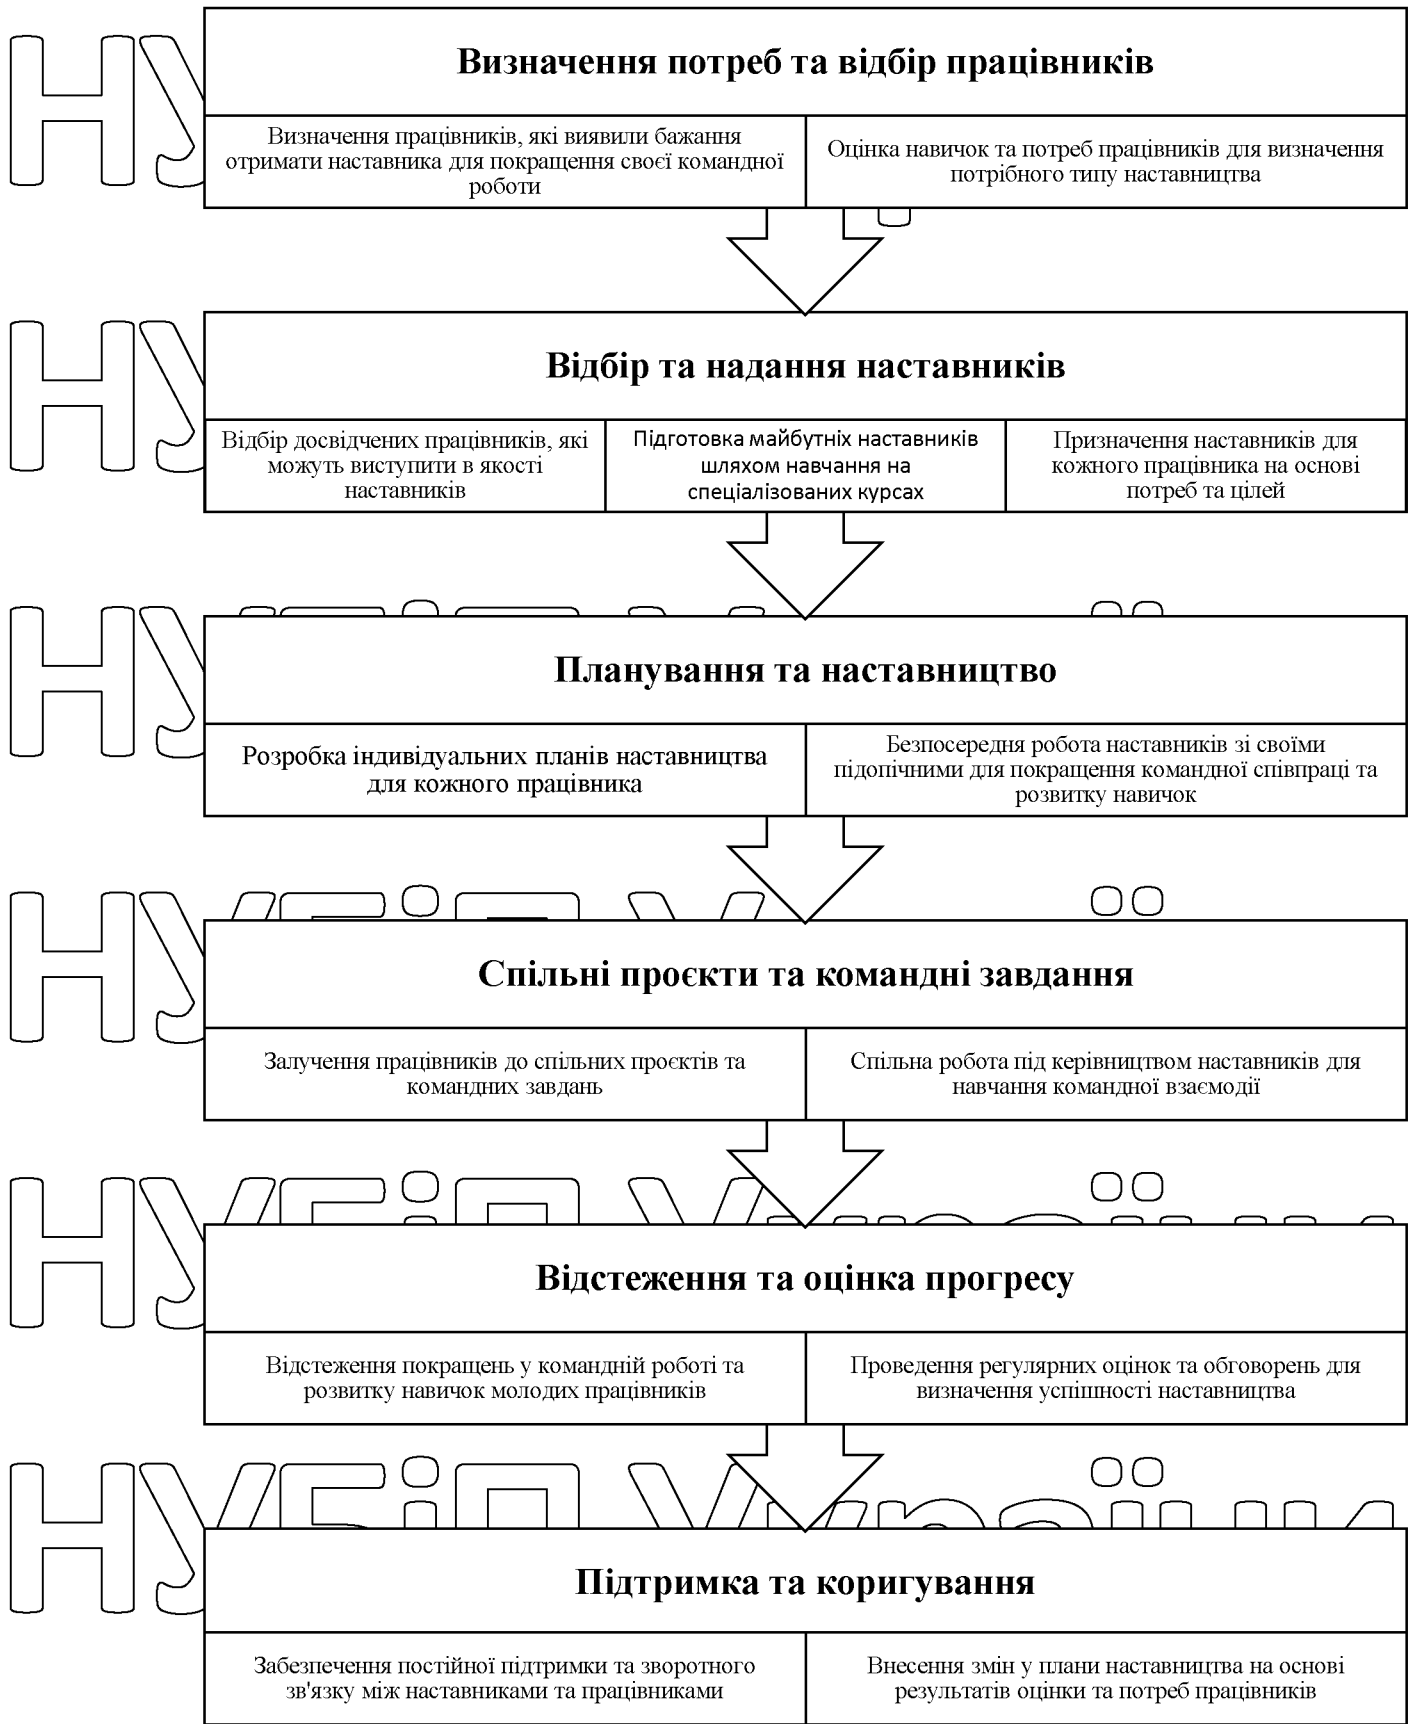 Визначення потреб та відбір працівників
Визначення працівників, які виявили бажання
отримати наставника для покращення своєї командної
роботи
Оцінка навичок та потреб працівників для визначення
потрібного типу наставництва
Відбір та надання наставників
Відбір досвідчених працівників, які
можуть виступити в якості
наставників
Підготовка майбутніх наставників
шляхом навчання на
спеціалізованих курсах
Призначення наставників для
кожного працівника на основі
потреб та цілей
Планування та наставництво
Розробка індивідуальних планів наставництва
для кожного працівника
Безпосередня робота наставників зі своїми
підопічними для покращення командної співпраці та
розвитку навичок
Спільні проєкти та командні завдання
Залучення працівників до спільних проєктів та
командних завдань
Спільна робота під керівництвом наставників для
навчання командної взаємодії
НУБіП України
Відстеження та оцінка прогресу
Відстеження покращень у командній роботі та
розвитку навичок молодих працівників
Проведення регулярних оцінок та обговорень для
визначення успішності наставництва
НУБіП України
Підтримка та коригування
Забезпечення постійної підтримки та зворотного
зв'язку між наставниками та працівниками
Внесення змін у плани наставництва на основі
результатів оцінки та потреб працівників